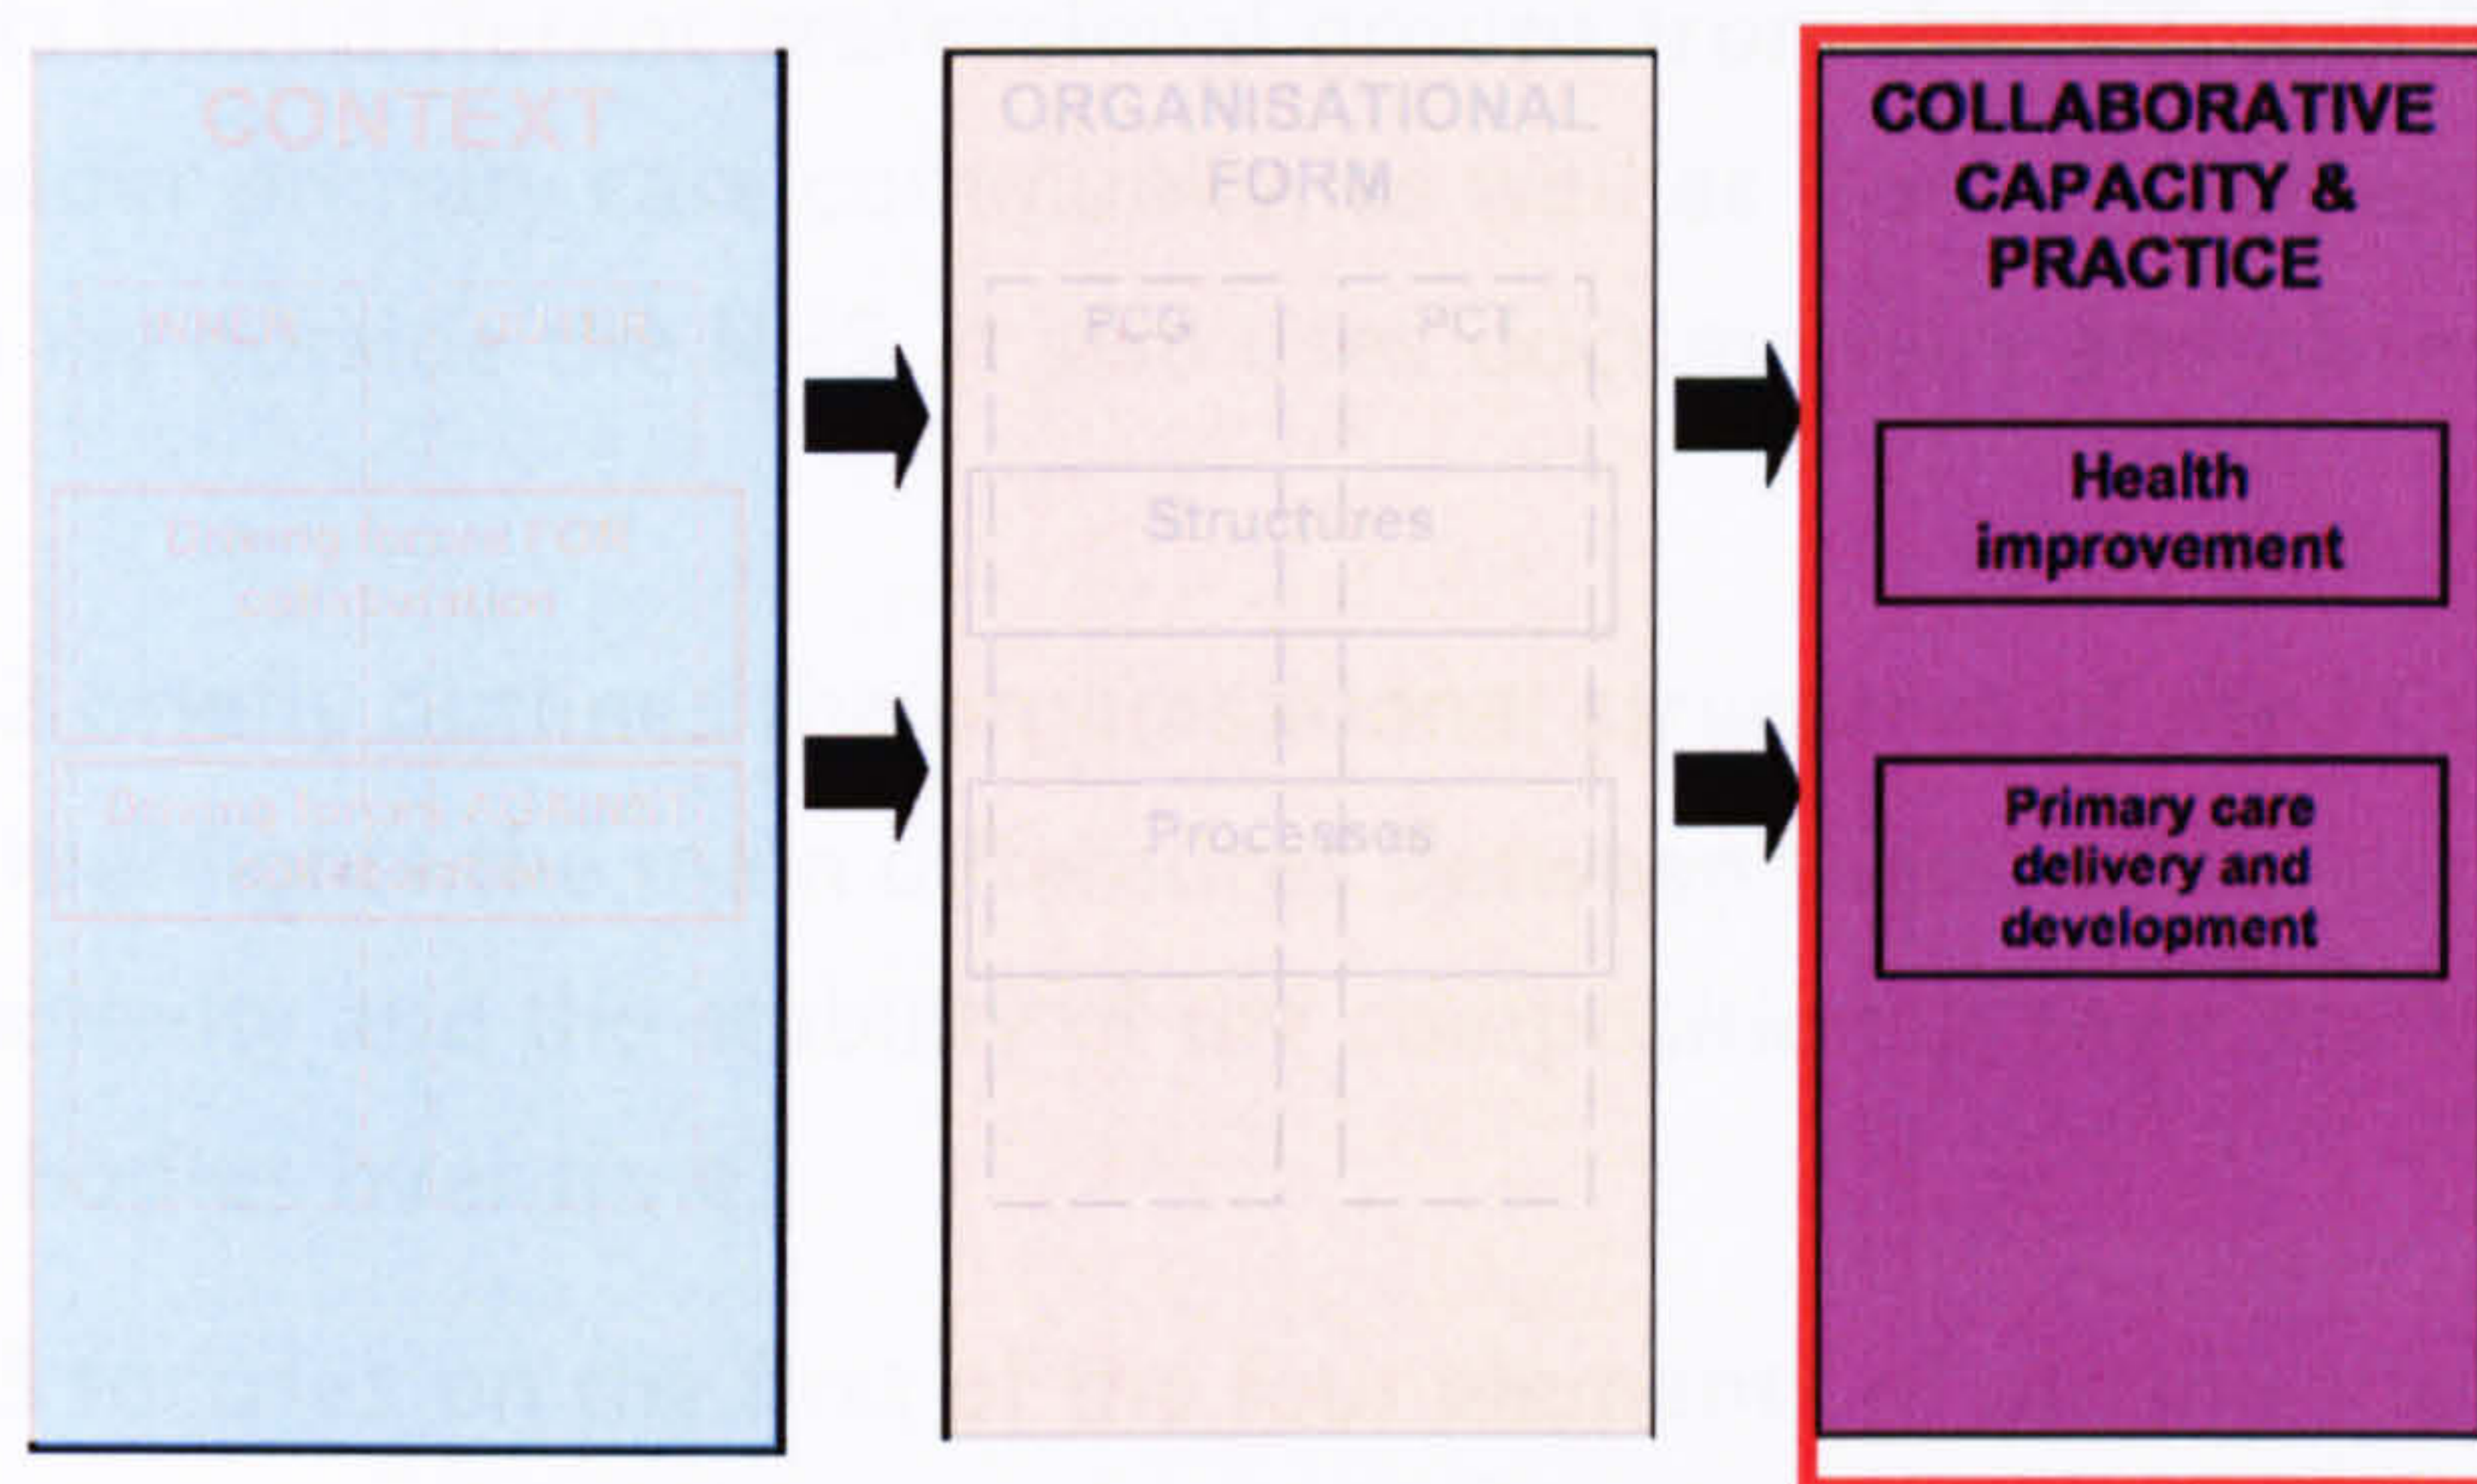 CONTEXT
INNER OUTER
Driving forces FOR
collaboration
Driving forces AGAINST
collaboration
ORGANISATIONAL
FORM
PCG PCT
Structures
Processes
COLLABORATIVE
CAPACITY &
PRACTICE
Health
improvement
Primary care
delivery and
development